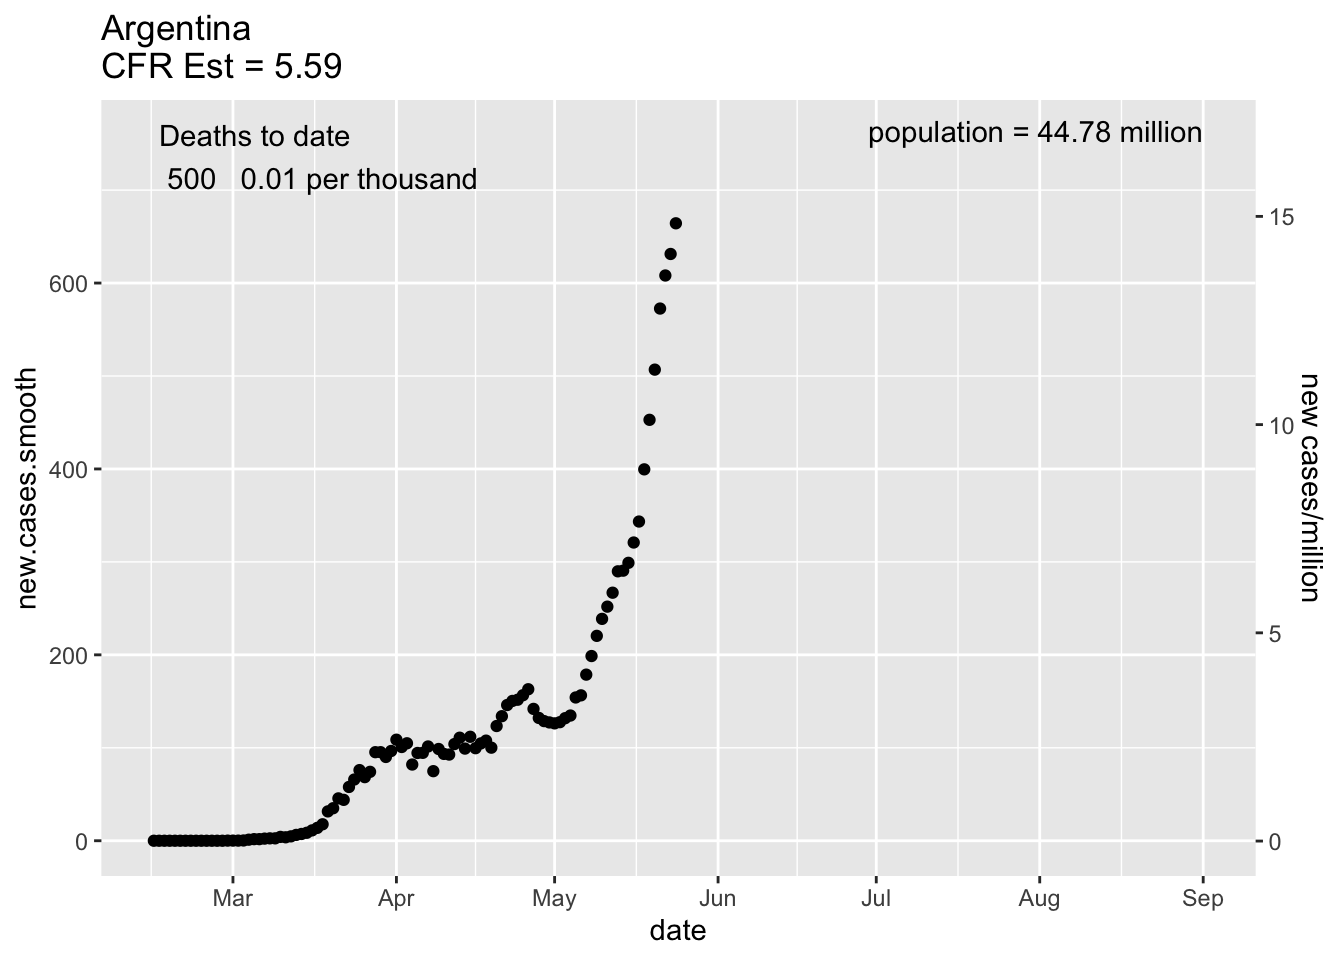 Argentina
CFR Est = 5.59
Deaths to date
500 0.01 per thousand
population = 44.78 million
new.cases.smooth
600
400
200
0
15
10
5
0
new cases/million
Mar Apr May Jun Jul Aug Sep
date